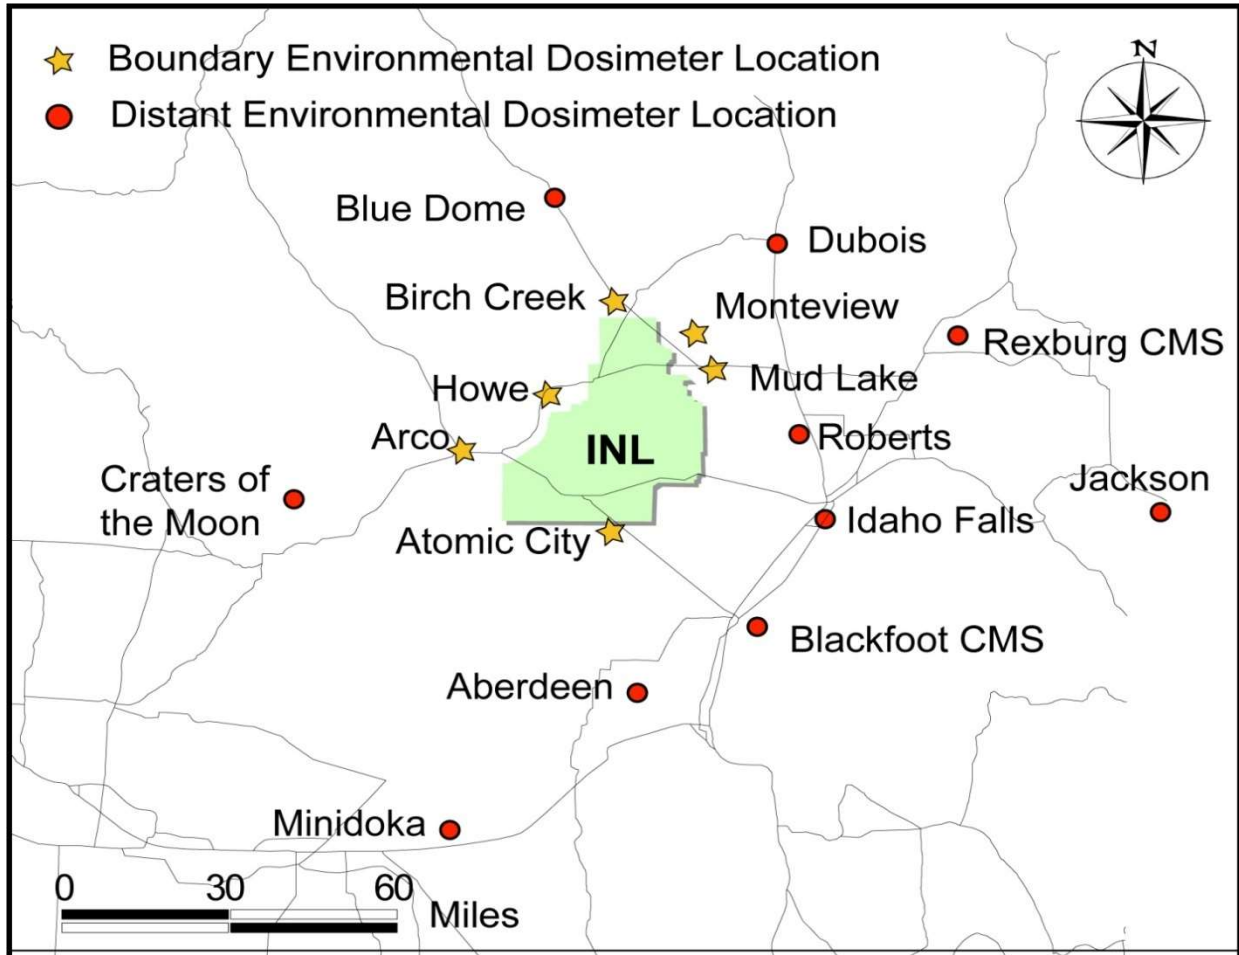 Boundary Environmental Dosimeter Location
N
Distant Environmental Dosimeter Location
Blue Dome
Dubois
Birch Creek
Monteview
Rexburg CMS
Mud Lake
Howe
Arco
INL
Roberts
Craters of
the Moon
Jackson
Idaho Falls
Atomic City
Blackfoot CMS
Aberdeen
Minidoka
0 30 60
Miles